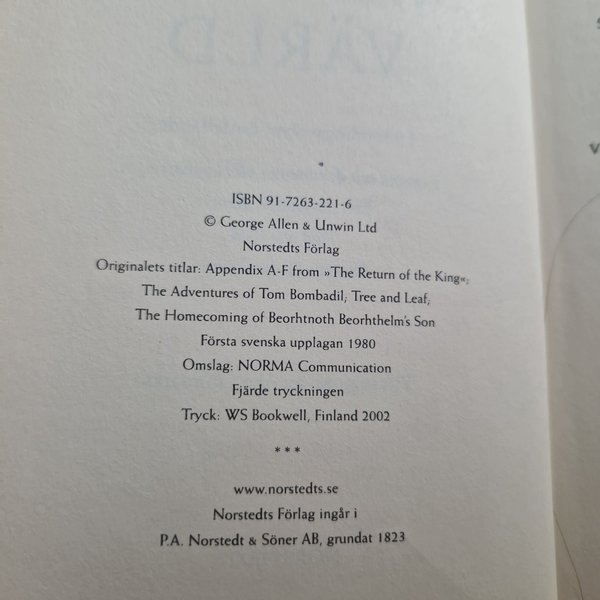 VÄRLD
ISBN 91-7263-221-6
© George Allen & Unwin Ltd
Norstedts Förlag
Originalets titlar: Appendix A-F from »The Return of the King«;
The Adventures of Tom Bombadil; Tree and Leaf;
The Homecoming of Beorhtnoth Beorhthelm's Son
Första svenska upplagan 1980
Omslag: NORMA Communication
Fjärde tryckningen
Tryck: WS Bookwell, Finland 2002
***
www.norstedts.se
Norstedts Förlag ingår i
P.A. Norstedt & Söner AB, grundat 1823